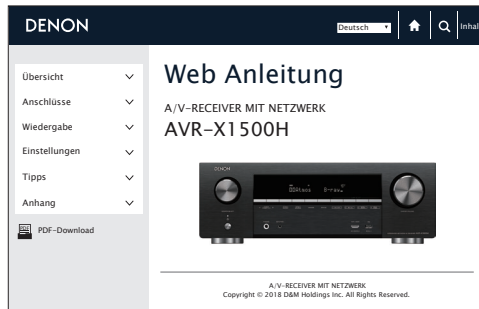 DENON
Deutsch
Inhal
Übersicht
Anschlüsse
Wiedergabe
Einstellungen
Tipps
Anhang
PDF-Download
Web Anleitung
A/V-RECEIVER MIT NETZWERK
AVR-X1500H
DENON
A/V-RECEIVER MIT NETZWERK
Copyright © 2018 D&M Holdings Inc. All Rights Reserved.